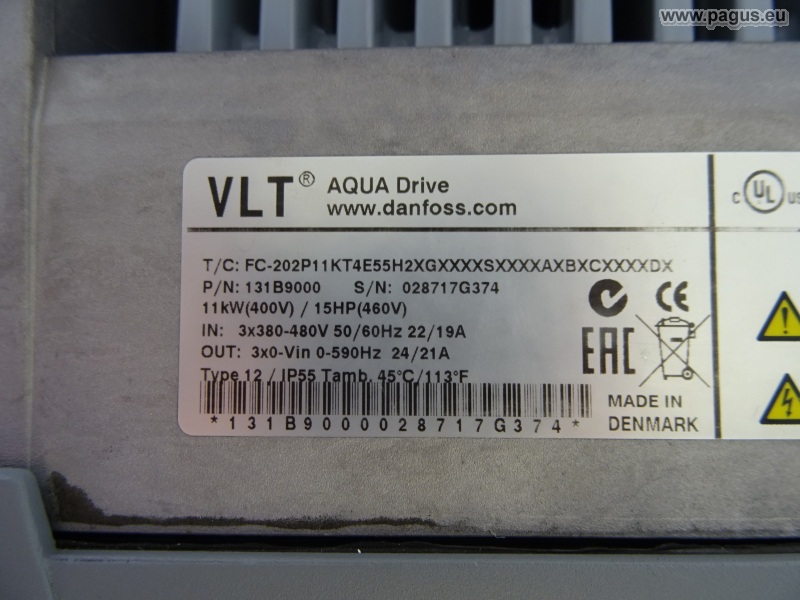 www.pagus.eu
VLT® AQUA Drive
www.danfoss.com
C UL US
T/C: FC-202P11KT4E55H2XGXXXXSXXXXAXBXCXXXXDX
P/N: 131B9000 S/N: 028717G374
11kW(400V) / 15HP(460V)
IN: 3x380-480V 50/60Hz 22/19A
OUT: 3x0-Vin 0-590Hz 24/21A
Type 12 / IP55 Tamb. 45°C/113°F
CE
EAC
*131B9000028717G374*
MADE IN
DENMARK